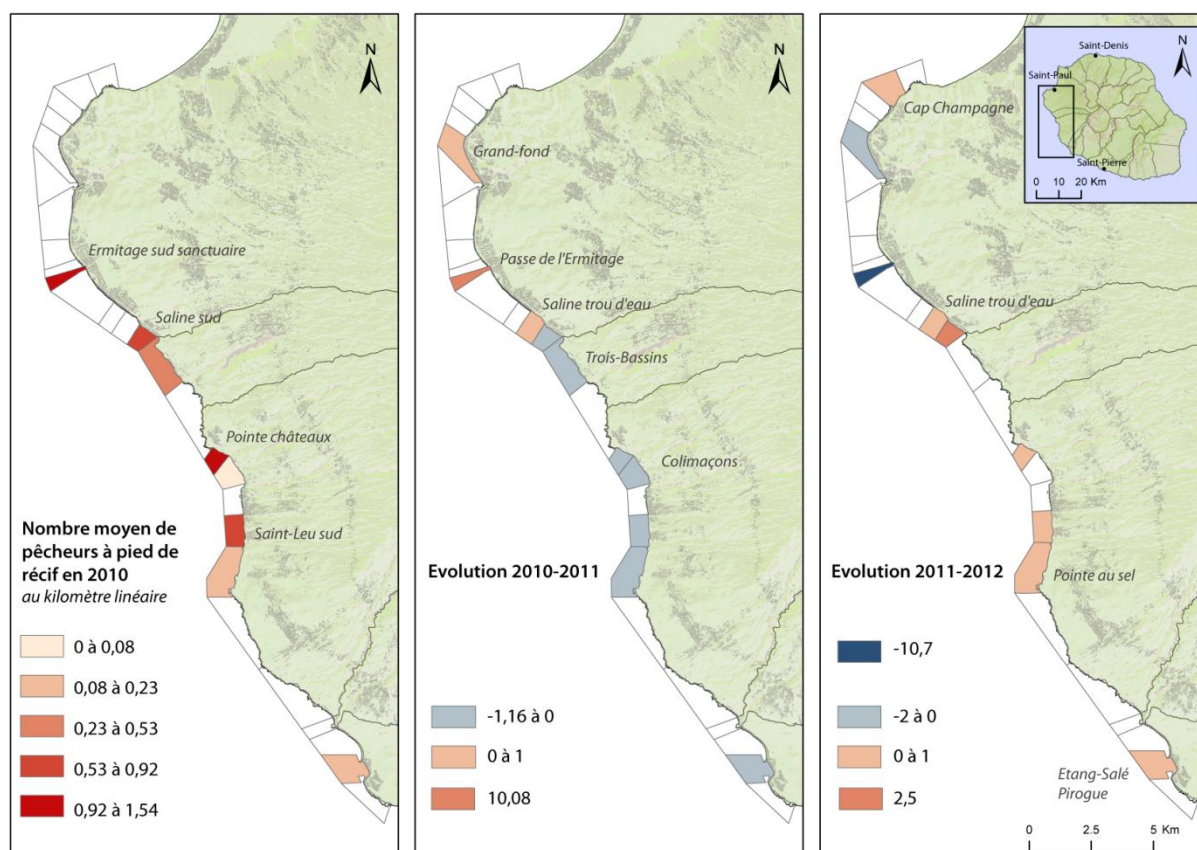 N
Ermitage sud sanctuaire
Saline sud
Pointe châteaux
Saint-Leu sud
Nombre moyen de
pêcheurs à pied de
récif en 2010
au kilomètre linéaire
0 à 0,08
0,08 à 0,23
0,23 à 0,53
0,53 à 0,92
0,92 à 1,54
N
Grand-fond
Passe de l'Ermitage
Saline trou d'eau
Trois-Bassins
Colimaçons
Evolution 2010-2011
-1,16 à 0
0 à 1
10,08
Saint-Denis
N
Saint-Paul
Saint-Pierre
0 10 20 Km
Cap Champagne
Saline trou d'eau
Pointe au sel
Evolution 2011-2012
-10,7
-2 à 0
0 à 1
2,5
Etang-Salé
Pirogue
0 2.5 5 Km